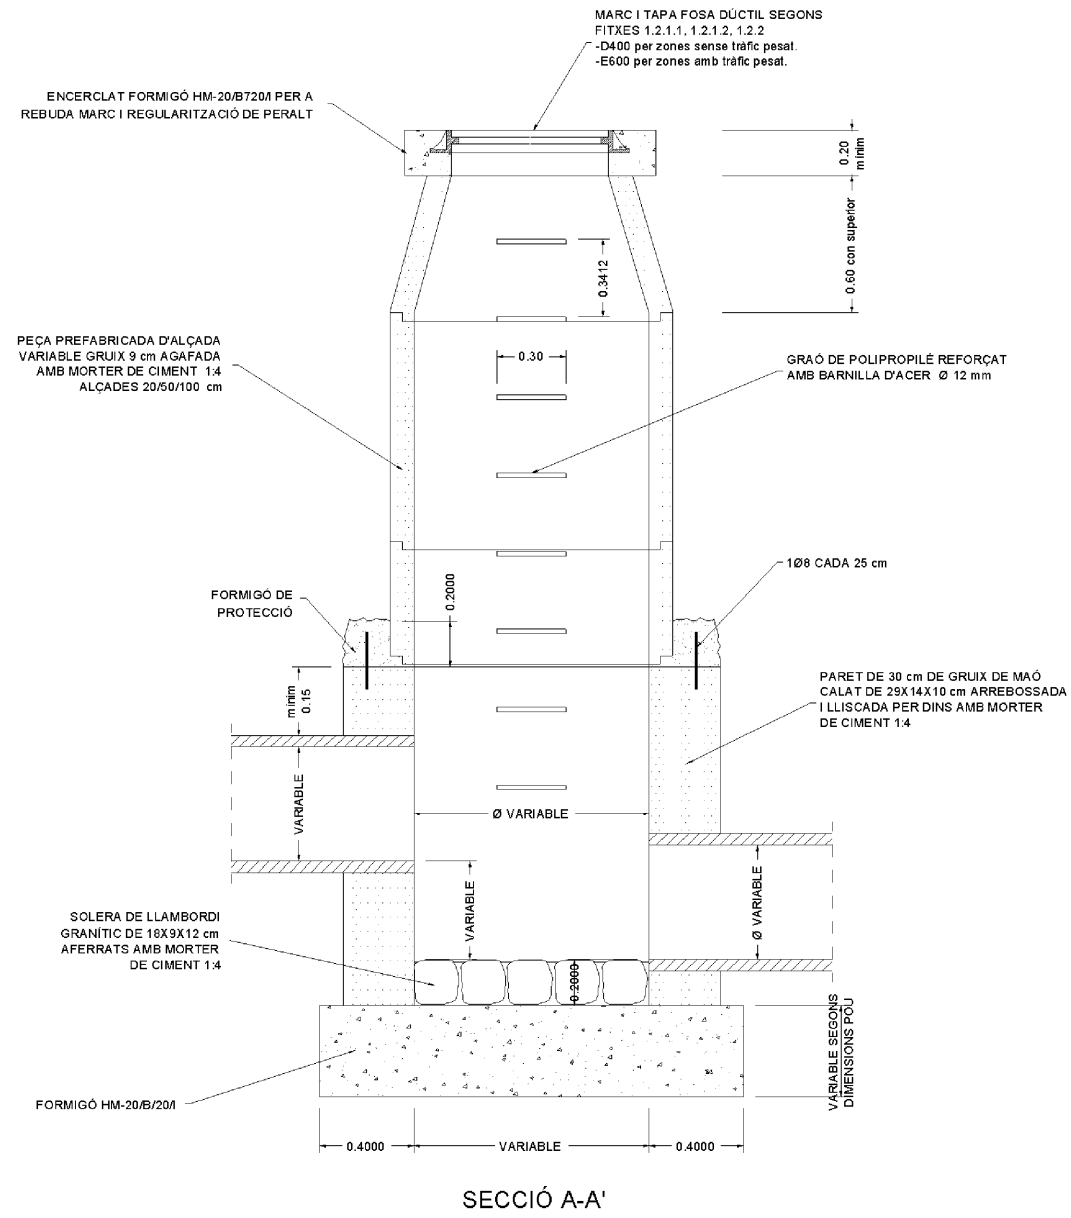 MARC I TAPA FOSA DÚCTIL SEGONS
FITXES 1.2.1.1, 1.2.1.2, 1.2.2
-D400 per zones sense tràfic pesat.
-E600 per zones amb tràfic pesat.
ENCERCLAT FORMIGÓ HM-20/B720/I PER A
REBUDA MARC I REGULARITZACIÓ DE PERALT
0.20
mínim
0.60 con superior
0.3412
PEÇA PREFABRICADA D'ALÇADA
VARIABLE GRUIX 9 cm AGAFADA
AMB MORTER DE CIMENT 1:4
ALÇADES 20/50/100 cm
0.30
GRAÓ DE POLIPROPILÉ REFORÇAT
AMB BARNILLA D'ACER Ø 12 mm
1Ø8 CADA 25 cm
FORMIGÓ DE
PROTECCIÓ
0.2000
PARET DE 30 cm DE GRUIX DE MAÓ
CALAT DE 29X14X10 cm ARREBOSSADA
I LLISCADA PER DINS AMB MORTER
DE CIMENT 1:4
mínim
0.15
VARIABLE
Ø VARIABLE
VARIABLE
Ø VARIABLE
SOLERA DE LLAMBORDI
GRANÍTIC DE 18X9X12 cm
AFERRATS AMB MORTER
DE CIMENT 1:4
0.2000
VARIABLE SEGONS
DIMENSIONS POU
FORMIGÓ HM-20/B/20/I
0.4000
VARIABLE
0.4000
SECCIÓ A-A'